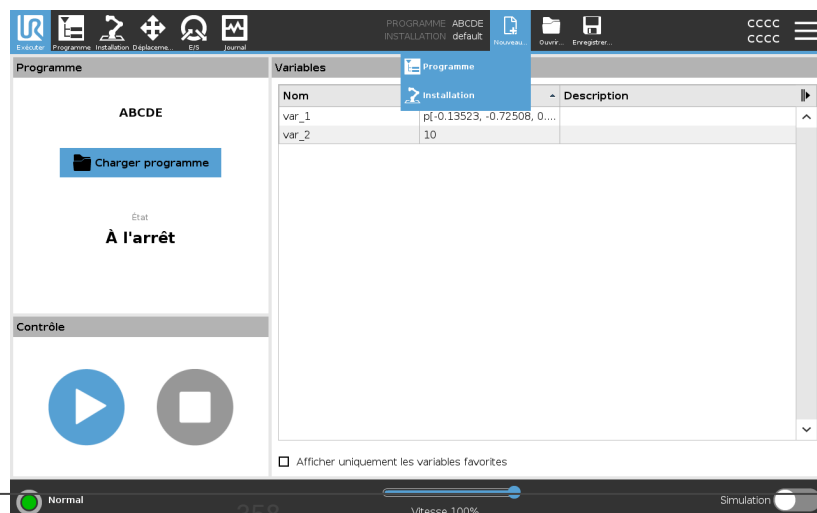 PROGRAMME ABCDE
INSTALLATION default
CCCC
CCCC
Exécuter Programme Installation Déplaceme... E/S Journal
Nouveau... Ouvrir... Enregistrer...
Programme
Installation
Programme
ABCDE
Charger programme
État
À l'arrêt
Variables
Nom Description
var_1 p[-0.13523, -0.72508, 0....
var_2 10
Afficher uniquement les variables favorites
Contrôle
Normal
358
Vitesse 100%
Simulation